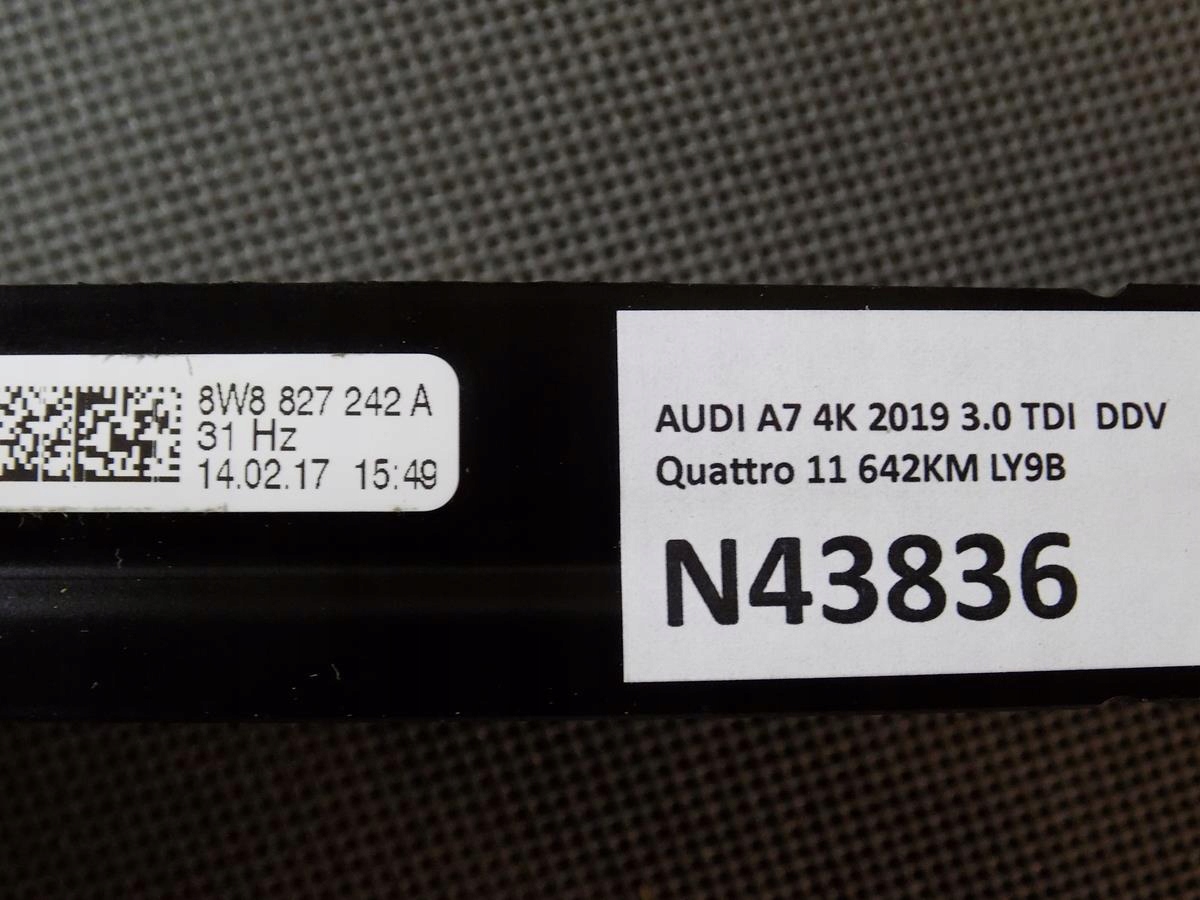 8W8 827 242 A
31 Hz
14.02.17 15:49
AUDI A7 4K 2019 3.0 TDI DDV
Quattro 11 642KM LY9B
N43836